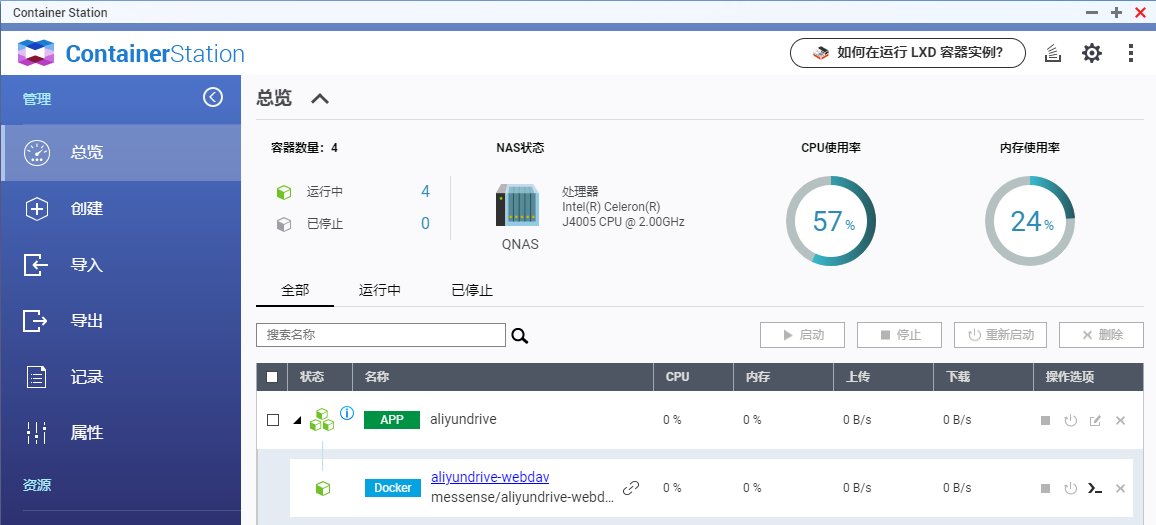 Container Station
ContainerStation
如何在运行 LXD 容器实例?
管理
总览
创建
导入
导出
记录
属性
资源
总览
容器数量：4
运行中 4
已停止 0
NAS状态
QNAS
处理器
Intel(R) Celeron(R)
J4005 CPU @ 2.00GHz
CPU使用率
57%
内存使用率
24%
全部 运行中 已停止
搜索名称
启动 停止 重新启动 删除
状态 名称 CPU 内存 上传 下载 操作选项
APP aliyundrive 0 % 0 % 0 B/s 0 B/s
Docker aliyundrive-webdav 0 % 0 % 0 B/s 0 B/s
messense/aliyundrive-webd...